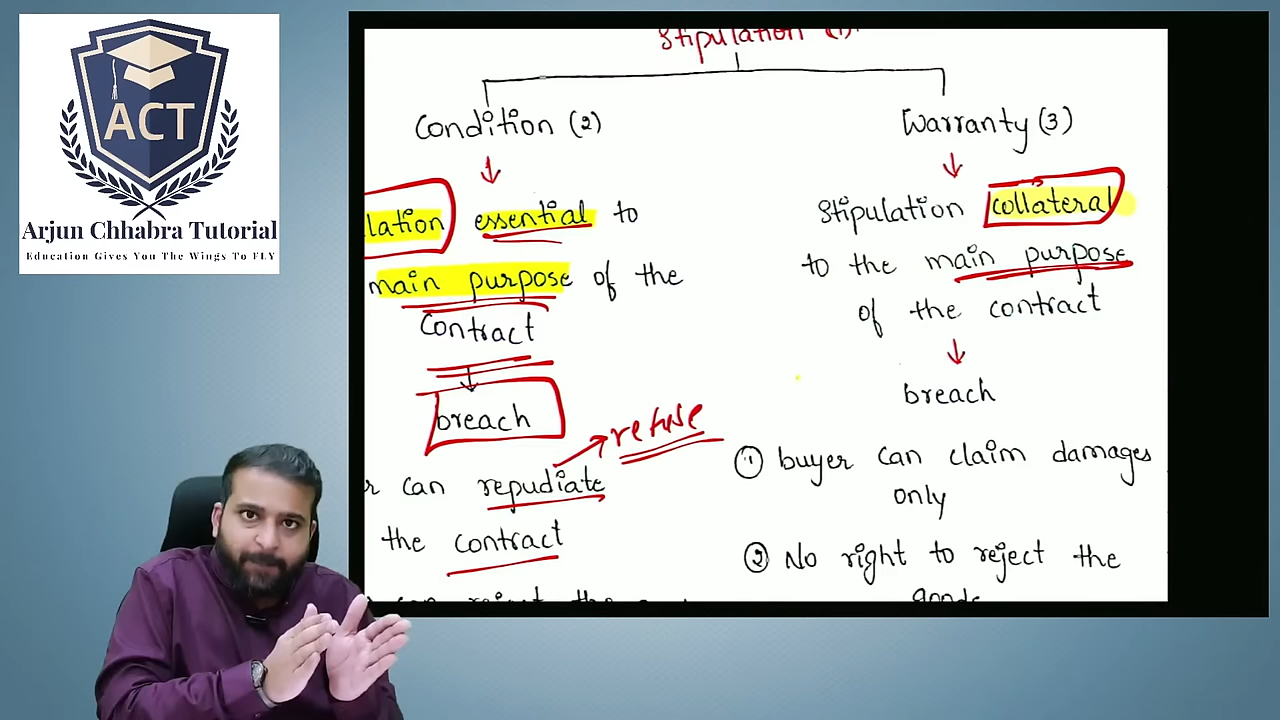 ACT
Arjun Chhabra Tutorial
Education Gives You The Wings To FLY
Stipulation
Condition (2)
lation essential to
main purpose of the
Contract
breach
refuse
r can repudiate
the contract
Warranty (3)
Stipulation collateral
to the main purpose
of the contract
breach
① buyer can claim damages
only
② No right to reject the
goods